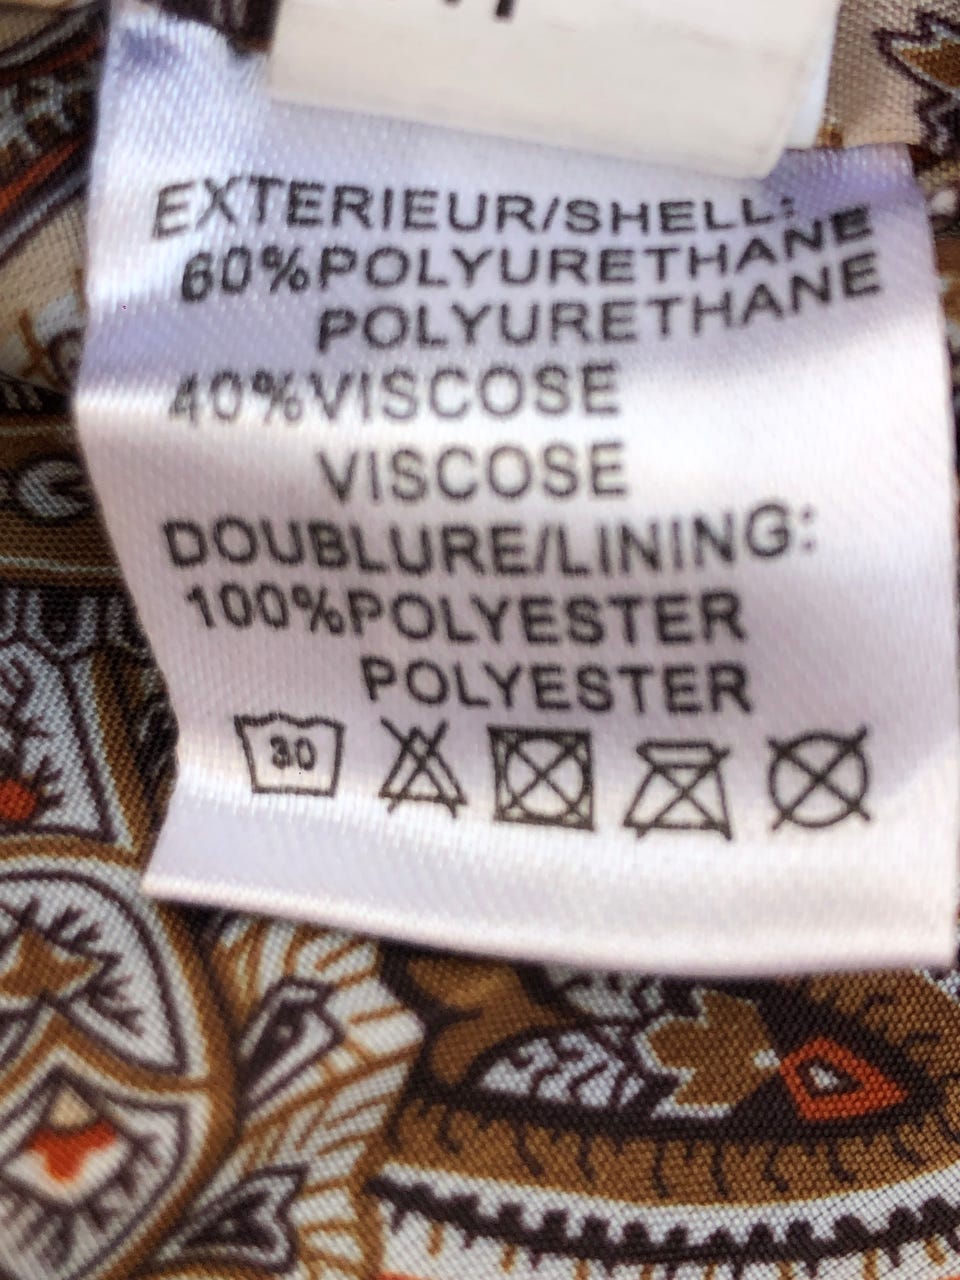 EXTERIEUR/SHELL:
60%POLYURETHANE
POLYURETHANE
40%VISCOSE
VISCOSE
DOUBLURE/LINING:
100%POLYESTER
POLYESTER
30